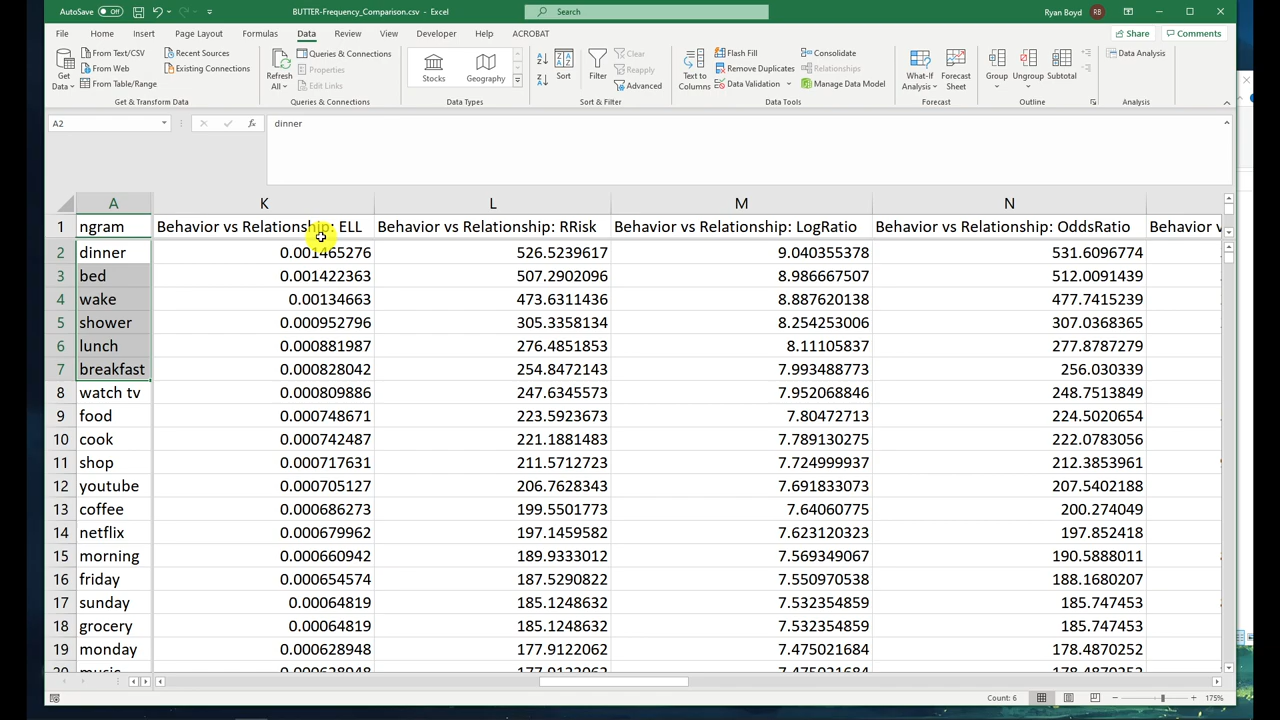 AutoSave Off BUTTER-Frequency_Comparison.csv - Excel Search Ryan Boyd RB
File Home Insert Page Layout Formulas Data Review View Developer Help ACROBAT Share Comments
Get Data From Text/CSV From Web From Table/Range Recent Sources Existing Connections
Get & Transform Data
Refresh All Queries & Connections Properties Edit Links
Queries & Connections
Stocks Geography
Data Types
Sort Filter Clear Reapply Advanced
Sort & Filter
Text to Columns Flash Fill Remove Duplicates Data Validation Consolidate Relationships Manage Data Model
Data Tools
What-If Analysis Forecast Sheet
Forecast
Group Ungroup Subtotal
Outline
Data Analysis
Analysis
A2 fx dinner
A K L M N
1 ngram Behavior vs Relationship: ELL Behavior vs Relationship: RRisk Behavior vs Relationship: LogRatio Behavior vs Relationship: OddsRatio Behavior v
2 dinner 0.001465276 526.5239617 9.040355378 531.6096774
3 bed 0.001422363 507.2902096 8.986667507 512.0091439
4 wake 0.00134663 473.6311436 8.887620138 477.7415239
5 shower 0.000952796 305.3358134 8.254253006 307.0368365
6 lunch 0.000881987 276.4851853 8.11105837 277.8787279
7 breakfast 0.000828042 254.8472143 7.993488773 256.030339
8 watch tv 0.000809886 247.6345573 7.952068846 248.7513849
9 food 0.000748671 223.5923673 7.80472713 224.5020654
10 cook 0.000742487 221.1881483 7.789130275 222.0783056
11 shop 0.000717631 211.5712723 7.724999937 212.3853961
12 youtube 0.000705127 206.7628343 7.691833073 207.5402188
13 coffee 0.000686273 199.5501773 7.64060775 200.274049
14 netflix 0.000679962 197.1459582 7.623120323 197.852418
15 morning 0.000660942 189.9333012 7.569349067 190.5888011
16 friday 0.000654574 187.5290822 7.550970538 188.1680207
17 sunday 0.00064819 185.1248632 7.532354859 185.747453
18 grocery 0.00064819 185.1248632 7.532354859 185.747453
19 monday 0.000628948 177.9122062 7.475021684 178.4870252
20 music 0.000628948 177.9122062 7.475021684 178.4870252
Count: 6 175%